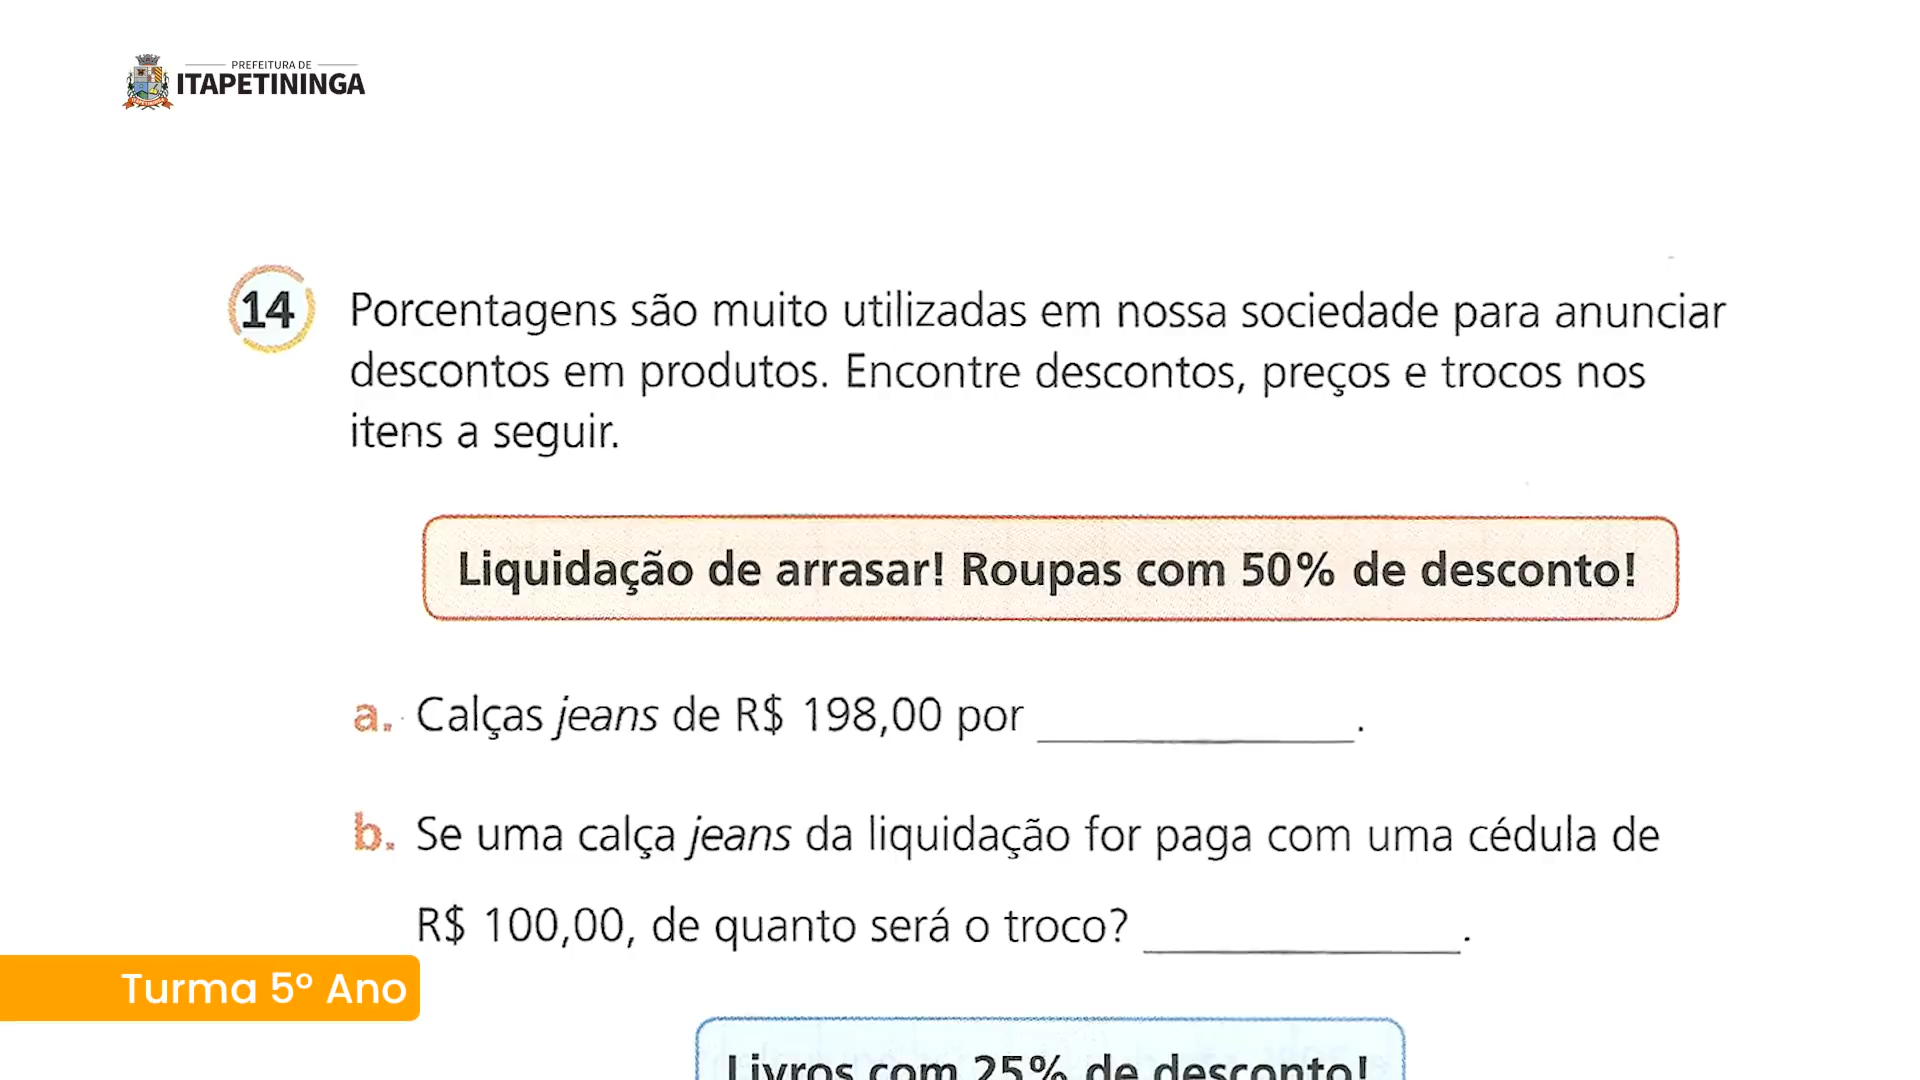 PREFEITURA DE
ITAPETININGA
14 Porcentagens são muito utilizadas em nossa sociedade para anunciar
descontos em produtos. Encontre descontos, preços e trocos nos
itens a seguir.
Liquidação de arrasar! Roupas com 50% de desconto!
a. Calças jeans de R$ 198,00 por ______________.
b. Se uma calça jeans da liquidação for paga com uma cédula de
R$ 100,00, de quanto será o troco? ______________.
Turma 5º Ano
Livros com 25% de desconto!